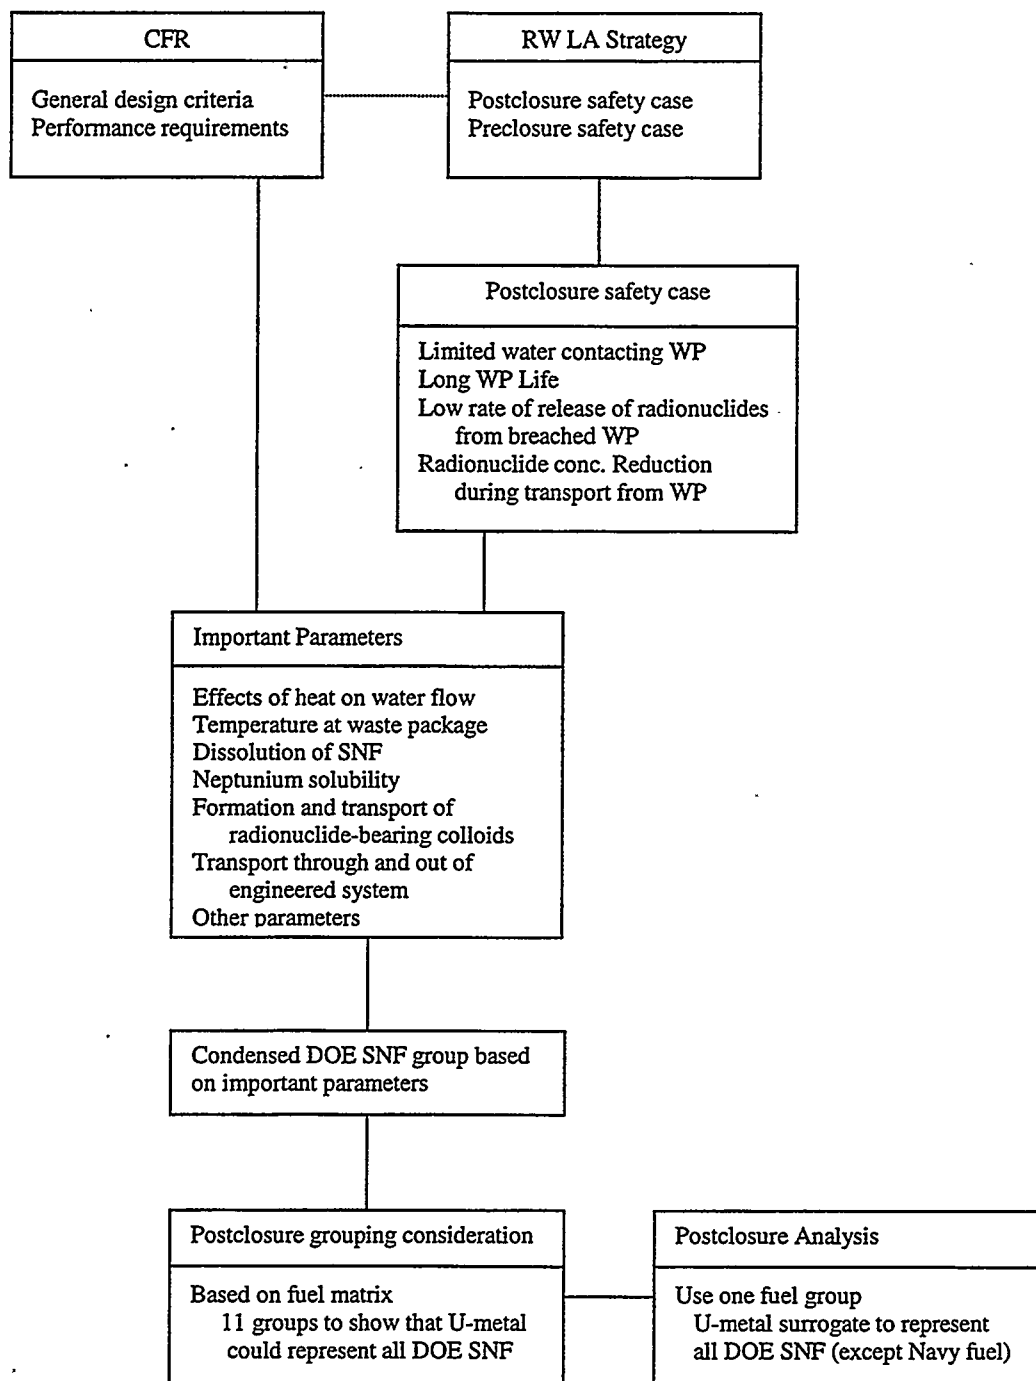 CFR
General design criteria
Performance requirements
RW LA Strategy
Postclosure safety case
Preclosure safety case
Postclosure safety case
Limited water contacting WP
Long WP Life
Low rate of release of radionuclides
from breached WP
Radionuclide conc. Reduction
during transport from WP
Important Parameters
Effects of heat on water flow
Temperature at waste package
Dissolution of SNF
Neptunium solubility
Formation and transport of
radionuclide-bearing colloids
Transport through and out of
engineered system
Other parameters
Condensed DOE SNF group based
on important parameters
Postclosure grouping consideration
Based on fuel matrix
11 groups to show that U-metal
could represent all DOE SNF
Postclosure Analysis
Use one fuel group
U-metal surrogate to represent
all DOE SNF (except Navy fuel)